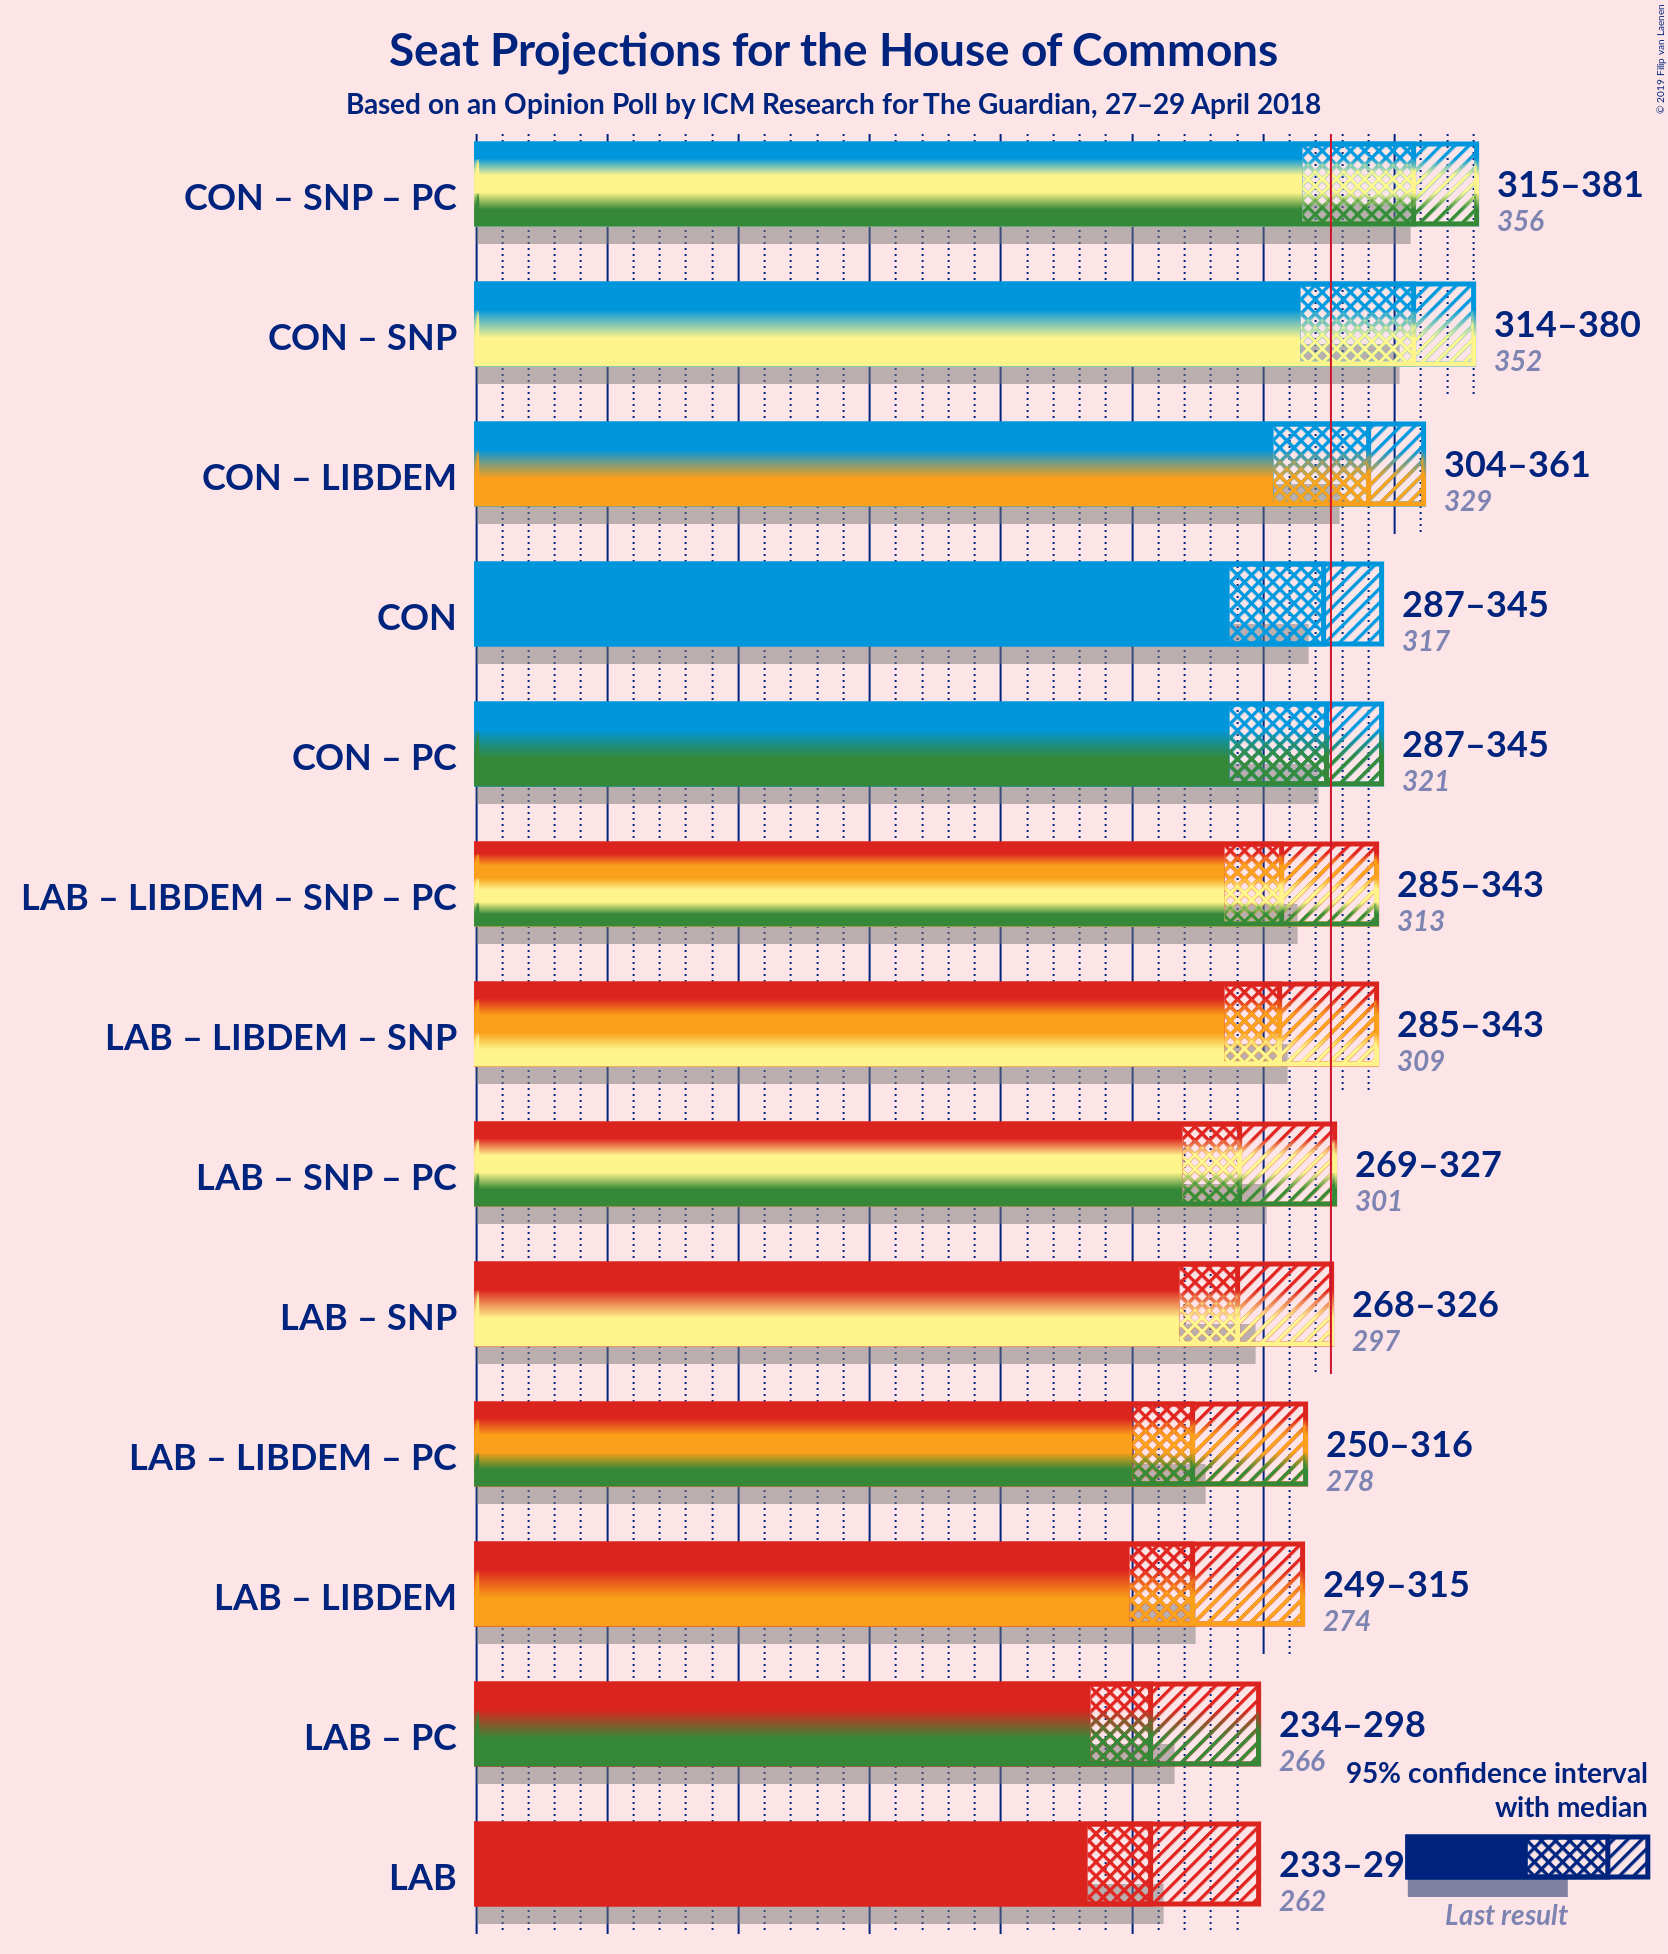 © 2019 Filip van Laenen
Seat Projections for the House of Commons
Based on an Opinion Poll by ICM Research for The Guardian, 27–29 April 2018
CON – SNP – PC
315–381
356
CON – SNP
314–380
352
CON – LIBDEM
304–361
329
CON
287–345
317
CON – PC
287–345
321
LAB – LIBDEM – SNP – PC
285–343
313
LAB – LIBDEM – SNP
285–343
309
LAB – SNP – PC
269–327
301
LAB – SNP
268–326
297
LAB – LIBDEM – PC
250–316
278
LAB – LIBDEM
249–315
274
LAB – PC
234–298
266
95% confidence interval
with median
LAB
233–29
262
Last result